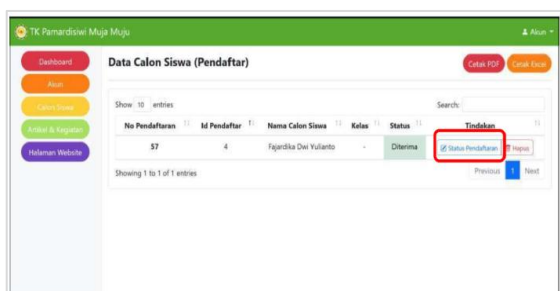 TK Pamardisiwi Muja Muju
Akun
Dashboard
Akun
Calon Siswa
Artikel & Kegiatan
Halaman Website
Data Calon Siswa (Pendaftar)
Cetak PDF
Cetak Excel
Show 10 entries
Search:
No Pendaftaran Id Pendaftar Nama Calon Siswa Kelas Status Tindakan
57 4 Fajardika Dwi Yulianto - Diterima Status Pendaftaran Hapus
Showing 1 to 1 of 1 entries
Previous 1 Next